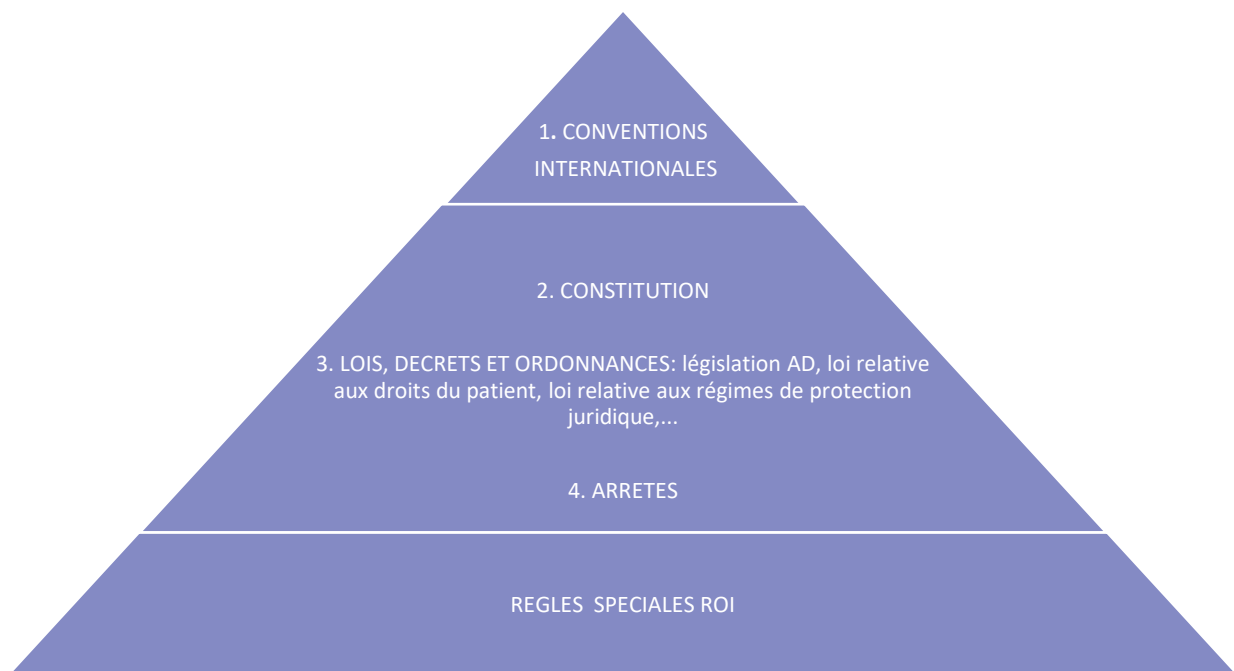 1. CONVENTIONS
INTERNATIONALES
2. CONSTITUTION
3. LOIS, DECRETS ET ORDONNANCES: législation AD, loi relative
aux droits du patient, loi relative aux régimes de protection
juridique,...
4. ARRETES
REGLES SPECIALES ROI